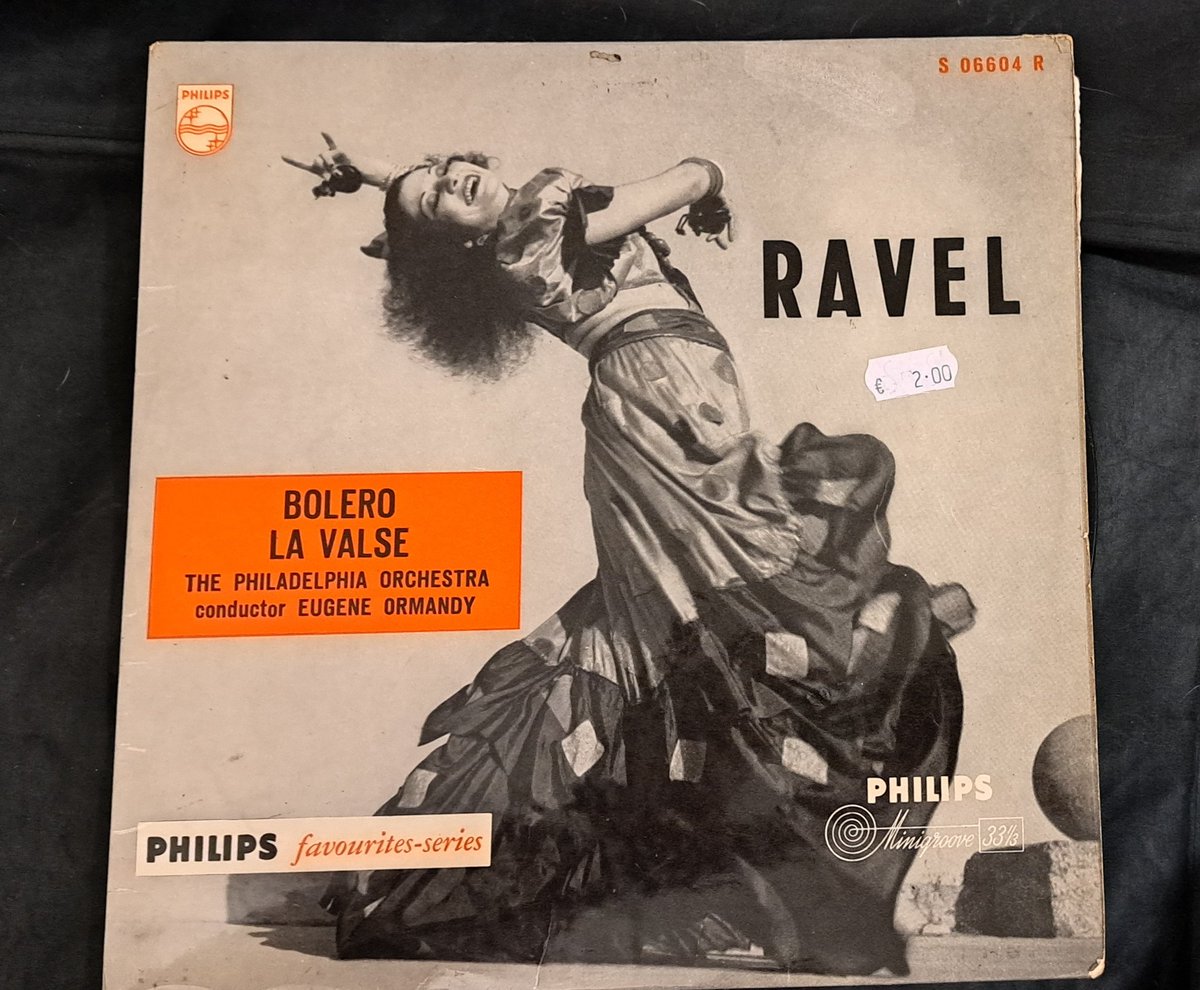 S 06604 R
PHILIPS
RAVEL
€ 2.00
BOLERO
LA VALSE
THE PHILADELPHIA ORCHESTRA
conductor EUGENE ORMANDY
PHILIPS
Minigroove 33⅓
PHILIPS favourites-series